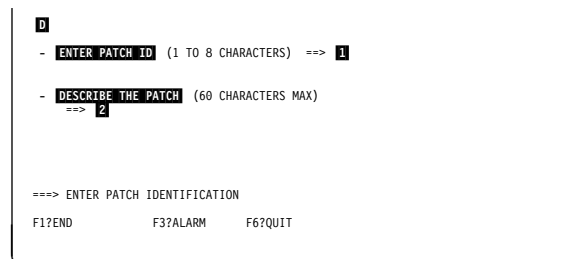 D
- ENTER PATCH ID (1 TO 8 CHARACTERS) ==> 1
- DESCRIBE THE PATCH (60 CHARACTERS MAX)
==> 2
===> ENTER PATCH IDENTIFICATION
F1?END F3?ALARM F6?QUIT